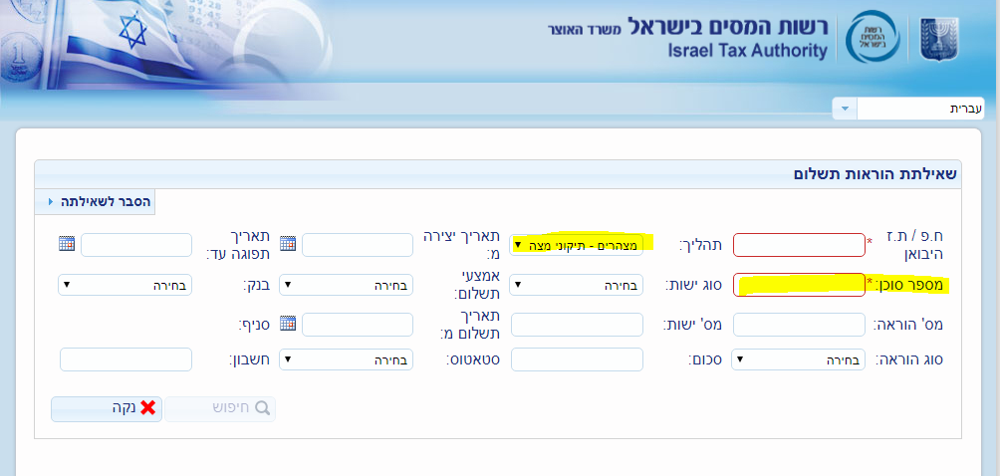 רשות המסים בישראל משרד האוצר
Israel Tax Authority
רשות
המסים
בישראל
עברית
שאילתת הוראות תשלום
הסבר לשאילתה
ח.פ / ת.ז
היבואן
*
תהליך:
מצהרים - תיקוני מצה
תאריך יצירה
מ:
תאריך
תפוגה עד:
מספר סוכן:
*
סוג ישות:
בחירה
אמצעי
תשלום:
בחירה
בנק:
בחירה
מס' הוראה:
מס' ישות:
תאריך
תשלום מ:
סניף:
סוג הוראה:
בחירה
סכום:
סטאטוס:
בחירה
חשבון:
חיפוש
נקה